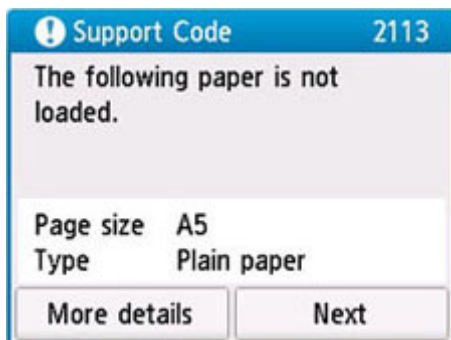 Support Code 2113
The following paper is not
loaded.
Page size A5
Type Plain paper
More details Next